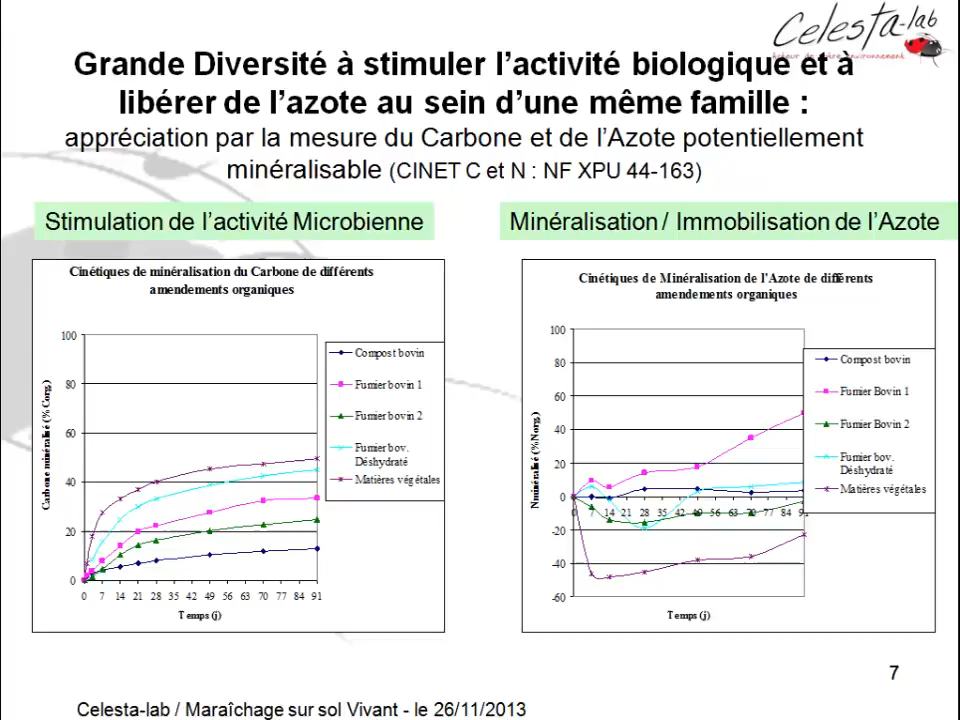 Celesta-lab
Grande Diversité à stimuler l'activité biologique et à
libérer de l'azote au sein d'une même famille :
appréciation par la mesure du Carbone et de l'Azote potentiellement
minéralisable (CINET C et N : NF XPU 44-163)
Stimulation de l'activité Microbienne
Minéralisation / Immobilisation de l'Azote
Cinétiques de minéralisation du Carbone de différents
amendements organiques
100
80
60
40
20
0
Carbone minéralisé (% Corg.)
0 7 14 21 28 35 42 49 56 63 70 77 84 91
Temps (j)
Compost bovin
Fumier bovin 1
Fumier bovin 2
Fumier bov.
Déshydraté
Matières végétales
Cinétiques de Minéralisation de l'Azote de différents
amendements organiques
100
80
60
40
20
0
-20
-40
-60
Nminéralisé (%Norg.)
0 7 14 21 28 35 42 49 56 63 70 77 84
Temps (j)
Compost bovin
Fumier Bovin 1
Fumier Bovin 2
Fumier bov.
Déshydraté
Matières végétales
7
Celesta-lab / Maraîchage sur sol Vivant - le 26/11/2013